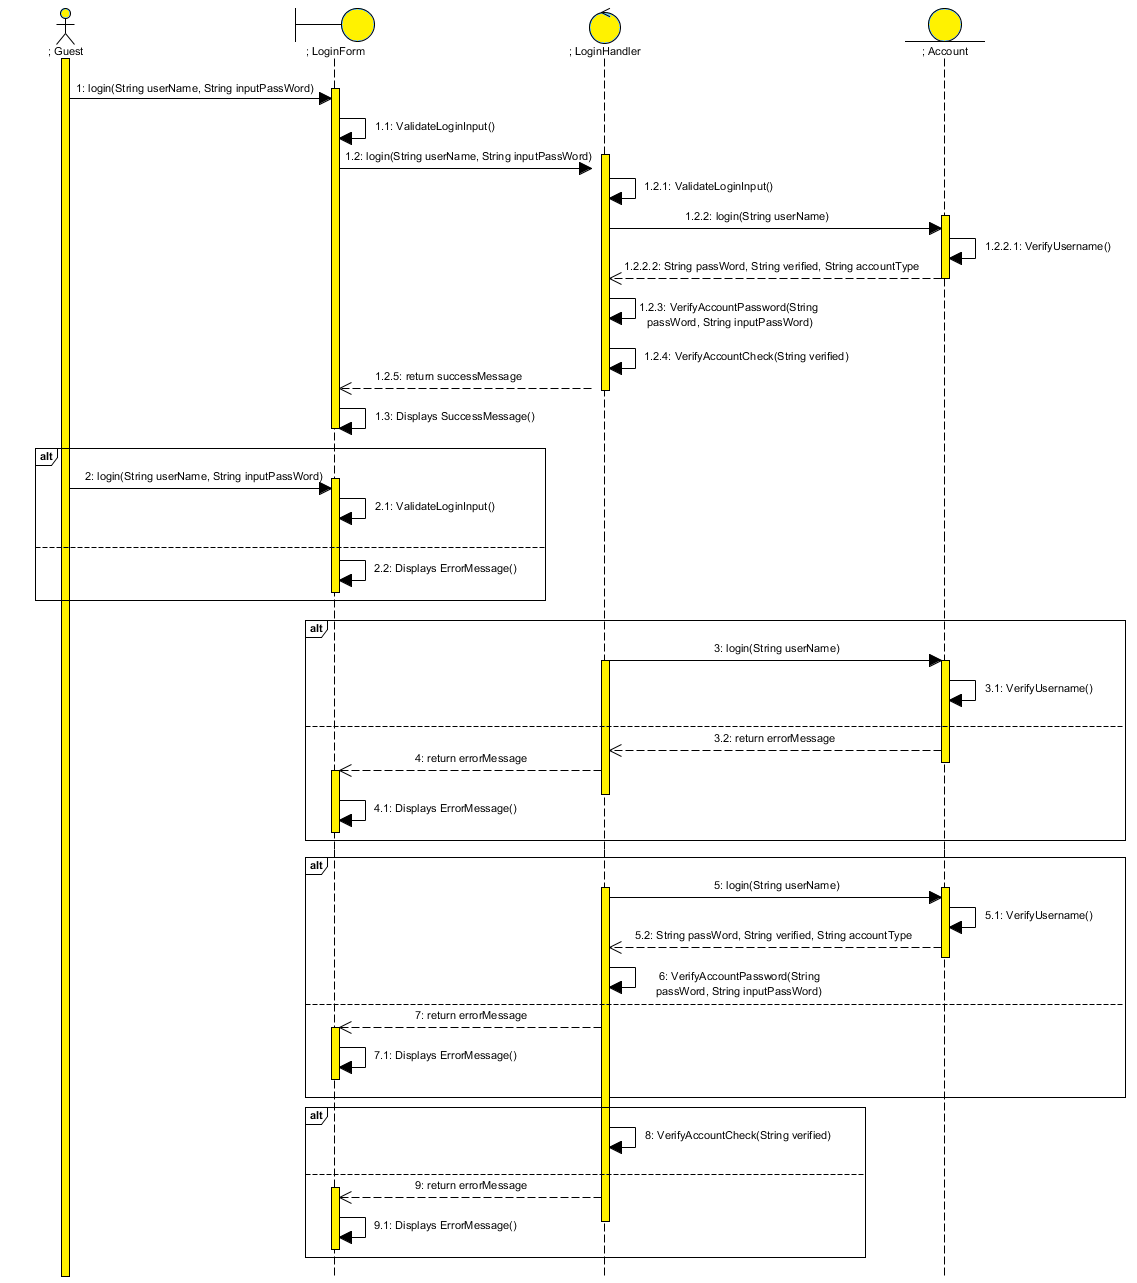 ; Guest
; LoginForm
; LoginHandler
; Account
1: login(String userName, String inputPassWord)
1.1: ValidateLoginInput()
1.2: login(String userName, String inputPassWord)
1.2.1: ValidateLoginInput()
1.2.2: login(String userName)
1.2.2.1: VerifyUsername()
1.2.2.2: String passWord, String verified, String accountType
1.2.3: VerifyAccountPassword(String
passWord, String inputPassWord)
1.2.4: VerifyAccountCheck(String verified)
1.2.5: return successMessage
1.3: Displays SuccessMessage()
alt
2: login(String userName, String inputPassWord)
2.1: ValidateLoginInput()
2.2: Displays ErrorMessage()
alt
3: login(String userName)
3.1: VerifyUsername()
3.2: return errorMessage
4: return errorMessage
4.1: Displays ErrorMessage()
alt
5: login(String userName)
5.1: VerifyUsername()
5.2: String passWord, String verified, String accountType
6: VerifyAccountPassword(String
passWord, String inputPassWord)
7: return errorMessage
7.1: Displays ErrorMessage()
alt
8: VerifyAccountCheck(String verified)
9: return errorMessage
9.1: Displays ErrorMessage()